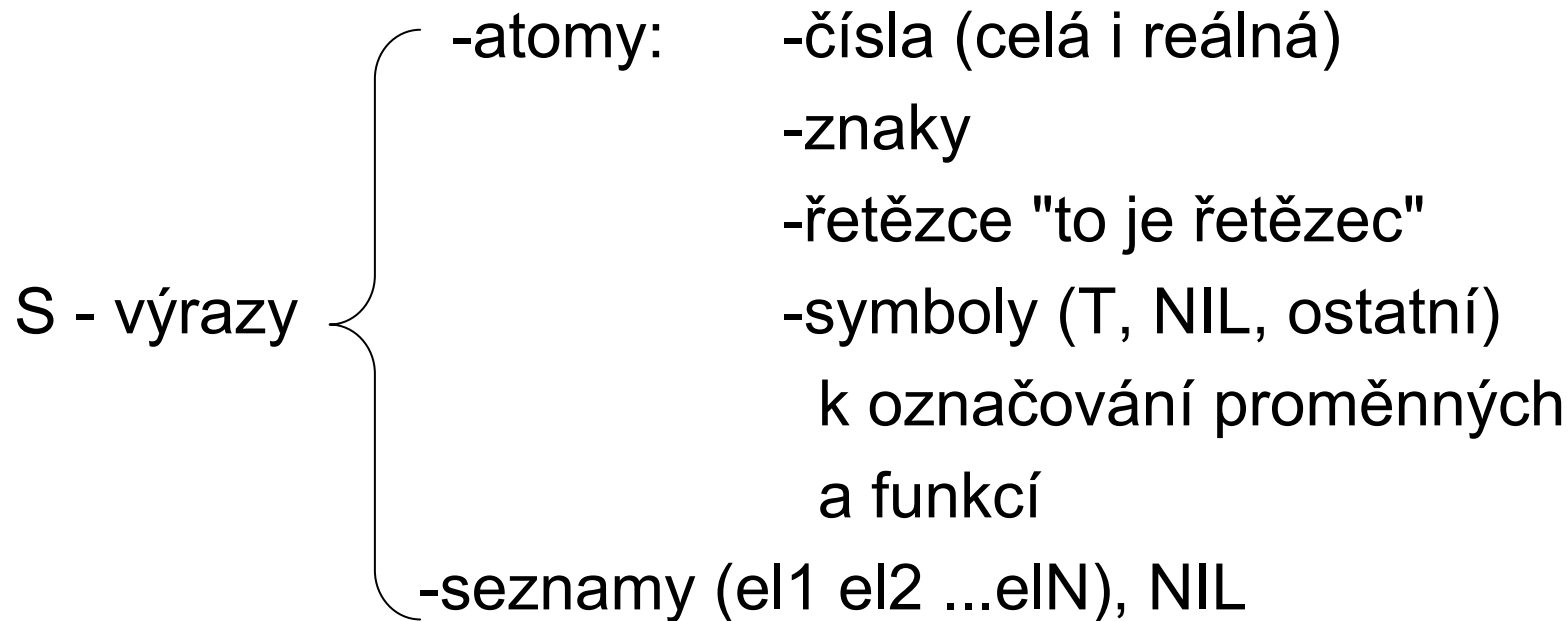 -atomy: -čísla (celá i reálná)
-znaky
-řetězce "to je řetězec"
S - výrazy -symboly (T, NIL, ostatní)
k označování proměnných
a funkcí
-seznamy (el1 el2 ...elN), NIL